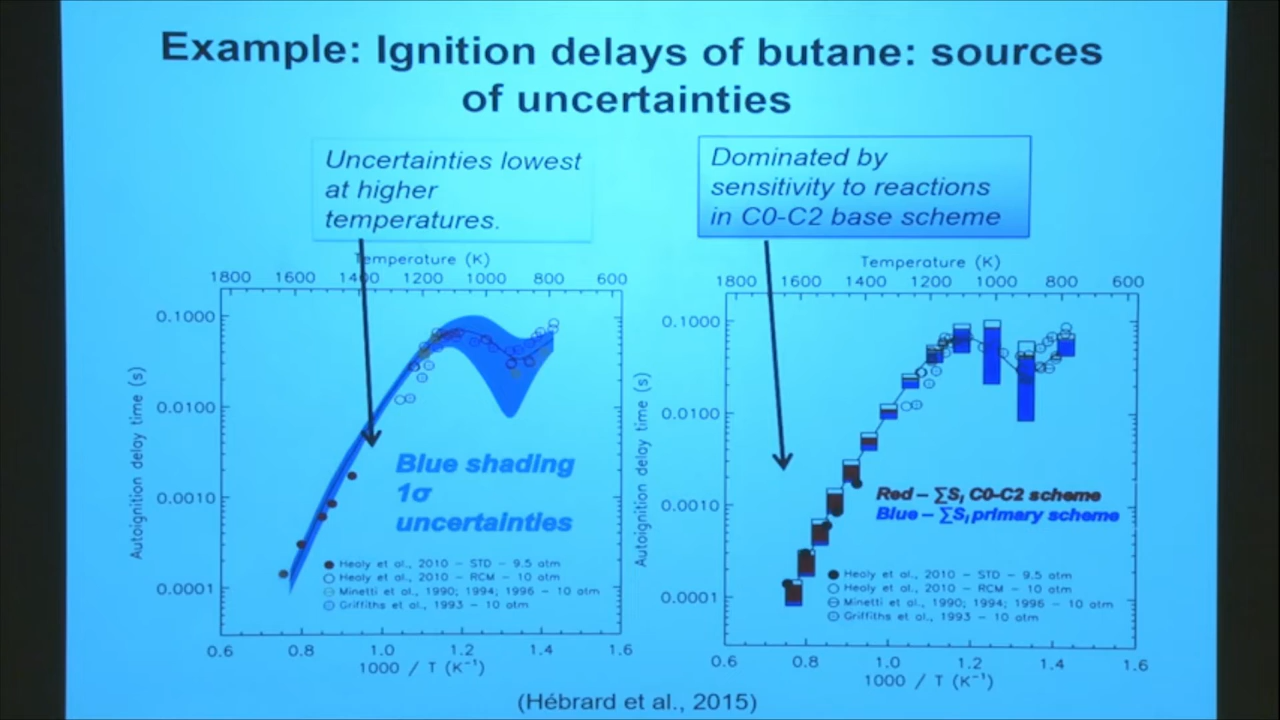 Example: Ignition delays of butane: sources
of uncertainties
Uncertainties lowest
at higher
temperatures.
Dominated by
sensitivity to reactions
in C0-C2 base scheme
Temperature (K)
1800 1600 1400 1200 1000 800 600
0.1000
0.0100
0.0010
0.0001
Autoignition delay time (s)
Blue shading
1σ
uncertainties
Healy et al., 2010 – STD – 9.5 atm
Healy et al., 2010 – RCM – 10 atm
Minetti et al., 1990; 1994; 1996 – 10 atm
Griffiths et al., 1993 – 10 atm
0.6 0.8 1.0 1.2 1.4 1.6
1000 / T (K⁻¹)
Temperature (K)
1800 1600 1400 1200 1000 800 600
0.1000
0.0100
0.0010
0.0001
Autoignition delay time (s)
Red – ∑Sᵢ C0-C2 scheme
Blue – ∑Sᵢ primary scheme
Healy et al., 2010 – STD – 9.5 atm
Healy et al., 2010 – RCM – 10 atm
Minetti et al., 1990; 1994; 1996 – 10 atm
Griffiths et al., 1993 – 10 atm
0.6 0.8 1.0 1.2 1.4 1.6
1000 / T (K⁻¹)
(Hébrard et al., 2015)